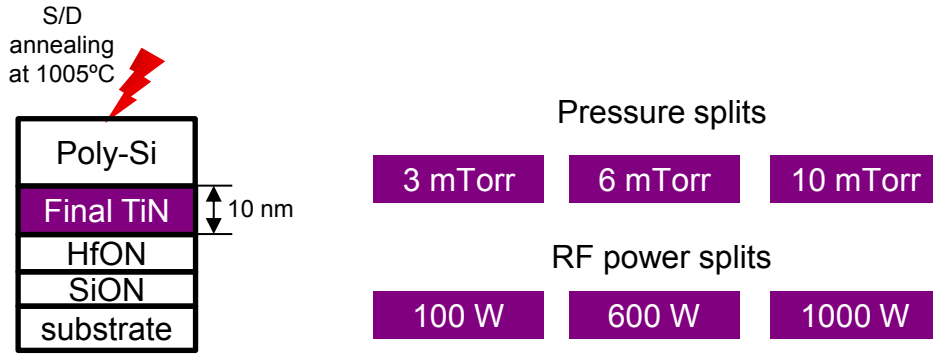 S/D
annealing
at 1005ºC
Poly-Si
Final TiN
10 nm
HfON
SiON
substrate
Pressure splits
3 mTorr 6 mTorr 10 mTorr
RF power splits
100 W 600 W 1000 W